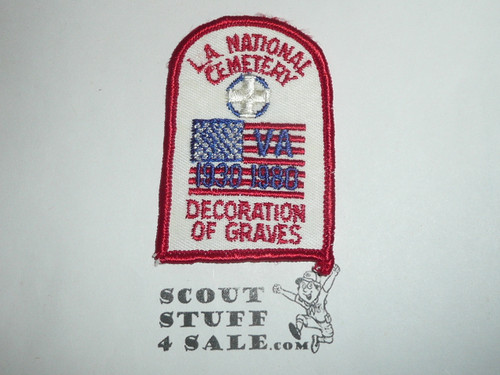 L.A. NATIONAL
CEMETERY
VA
1930 1980
DECORATION
OF GRAVES
SCOUT
STUFF
4 SALE.COM